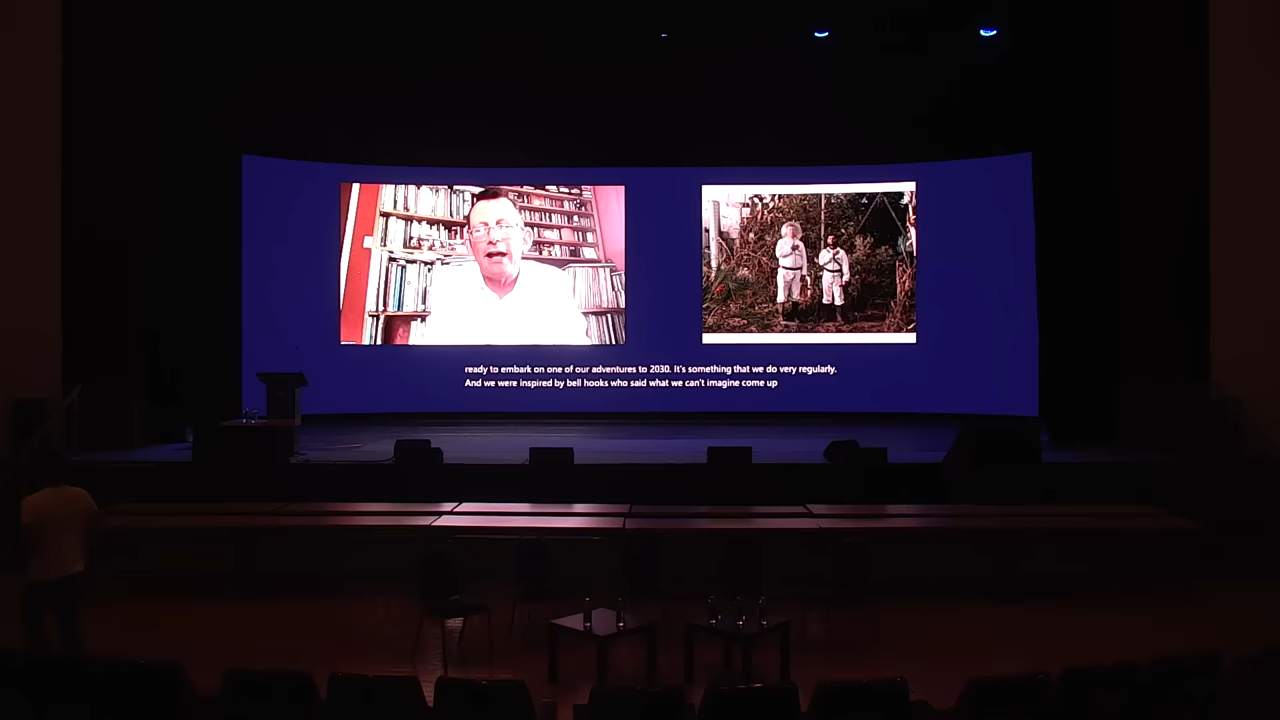 ready to embark on one of our adventures to 2030. It's something that we do very regularly.
And we were inspired by bell hooks who said what we can't imagine come up